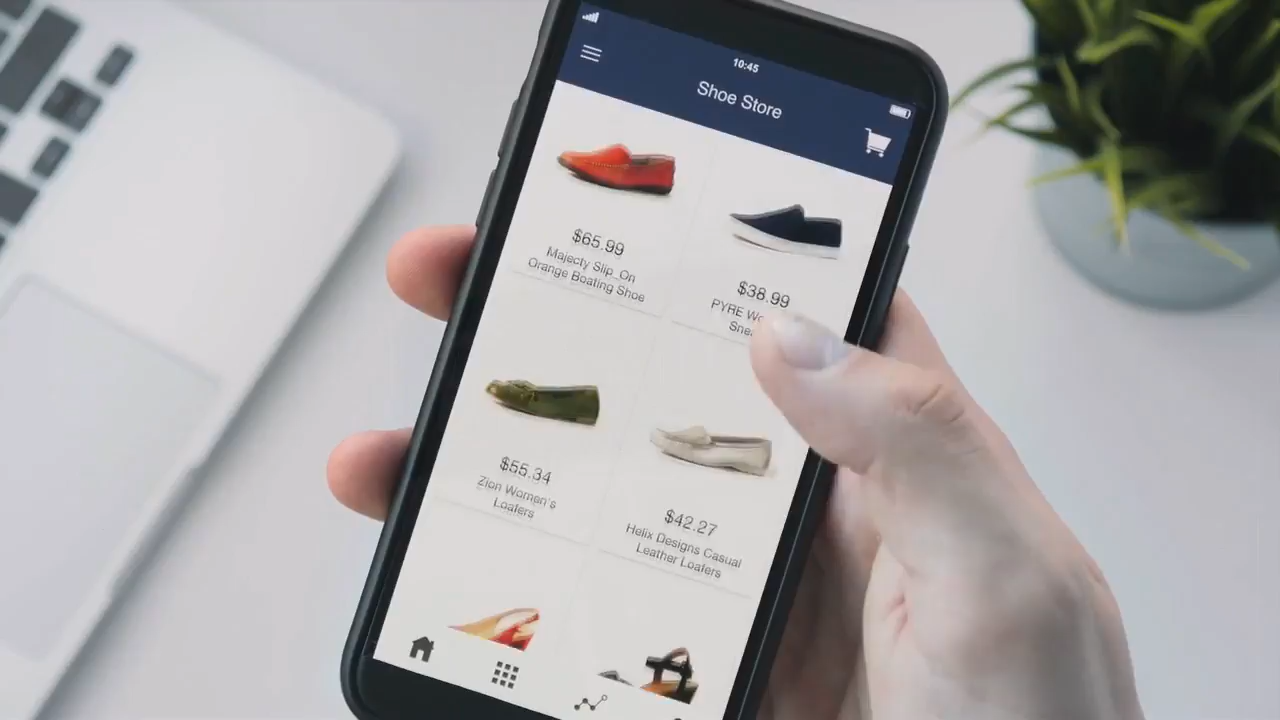 10:45
Shoe Store
$65.99
Majecty Slip_On
Orange Boating Shoe
$38.99
PYRE
$55.34
Zion Women's
Loafers
$42.27
Helix Designs Casual
Leather Loafers